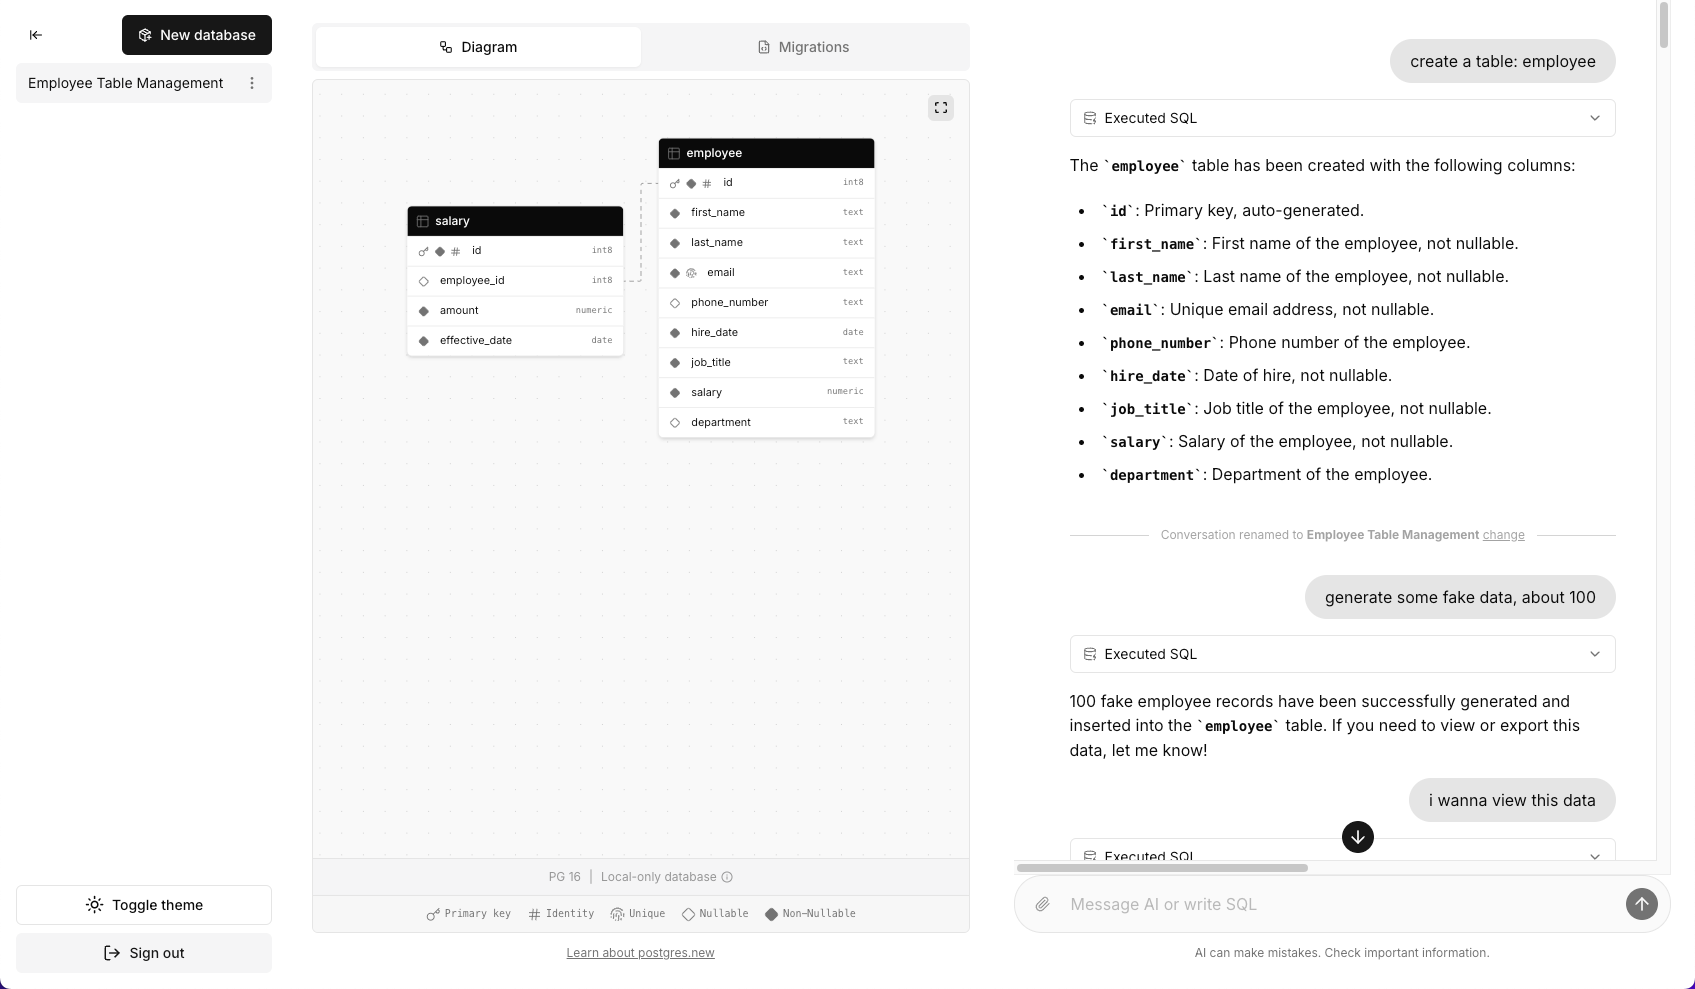 New database
Employee Table Management
Toggle theme
Sign out
Diagram
Migrations
salary
id int8
employee_id int8
amount numeric
effective_date date
employee
id int8
first_name text
last_name text
email text
phone_number text
hire_date date
job_title text
salary numeric
department text
PG 16 | Local-only database
Primary key Identity Unique Nullable Non-Nullable
Learn about postgres.new
create a table: employee
Executed SQL
The `employee` table has been created with the following columns:
• `id`: Primary key, auto-generated.
• `first_name`: First name of the employee, not nullable.
• `last_name`: Last name of the employee, not nullable.
• `email`: Unique email address, not nullable.
• `phone_number`: Phone number of the employee.
• `hire_date`: Date of hire, not nullable.
• `job_title`: Job title of the employee, not nullable.
• `salary`: Salary of the employee, not nullable.
• `department`: Department of the employee.
Conversation renamed to Employee Table Management change
generate some fake data, about 100
Executed SQL
100 fake employee records have been successfully generated and
inserted into the `employee` table. If you need to view or export this
data, let me know!
i wanna view this data
Executed SQL
Message AI or write SQL
AI can make mistakes. Check important information.